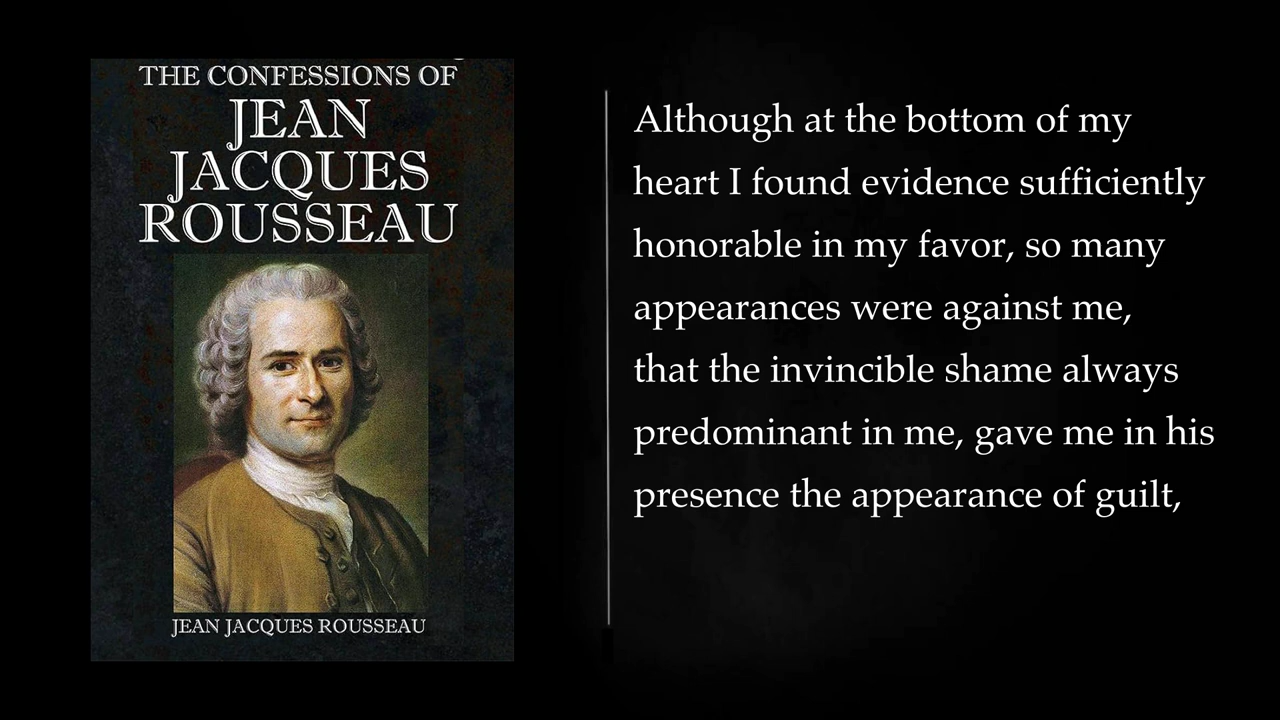 THE CONFESSIONS OF
JEAN
JACQUES
ROUSSEAU
JEAN JACQUES ROUSSEAU
Although at the bottom of my
heart I found evidence sufficiently
honorable in my favor, so many
appearances were against me,
that the invincible shame always
predominant in me, gave me in his
presence the appearance of guilt,